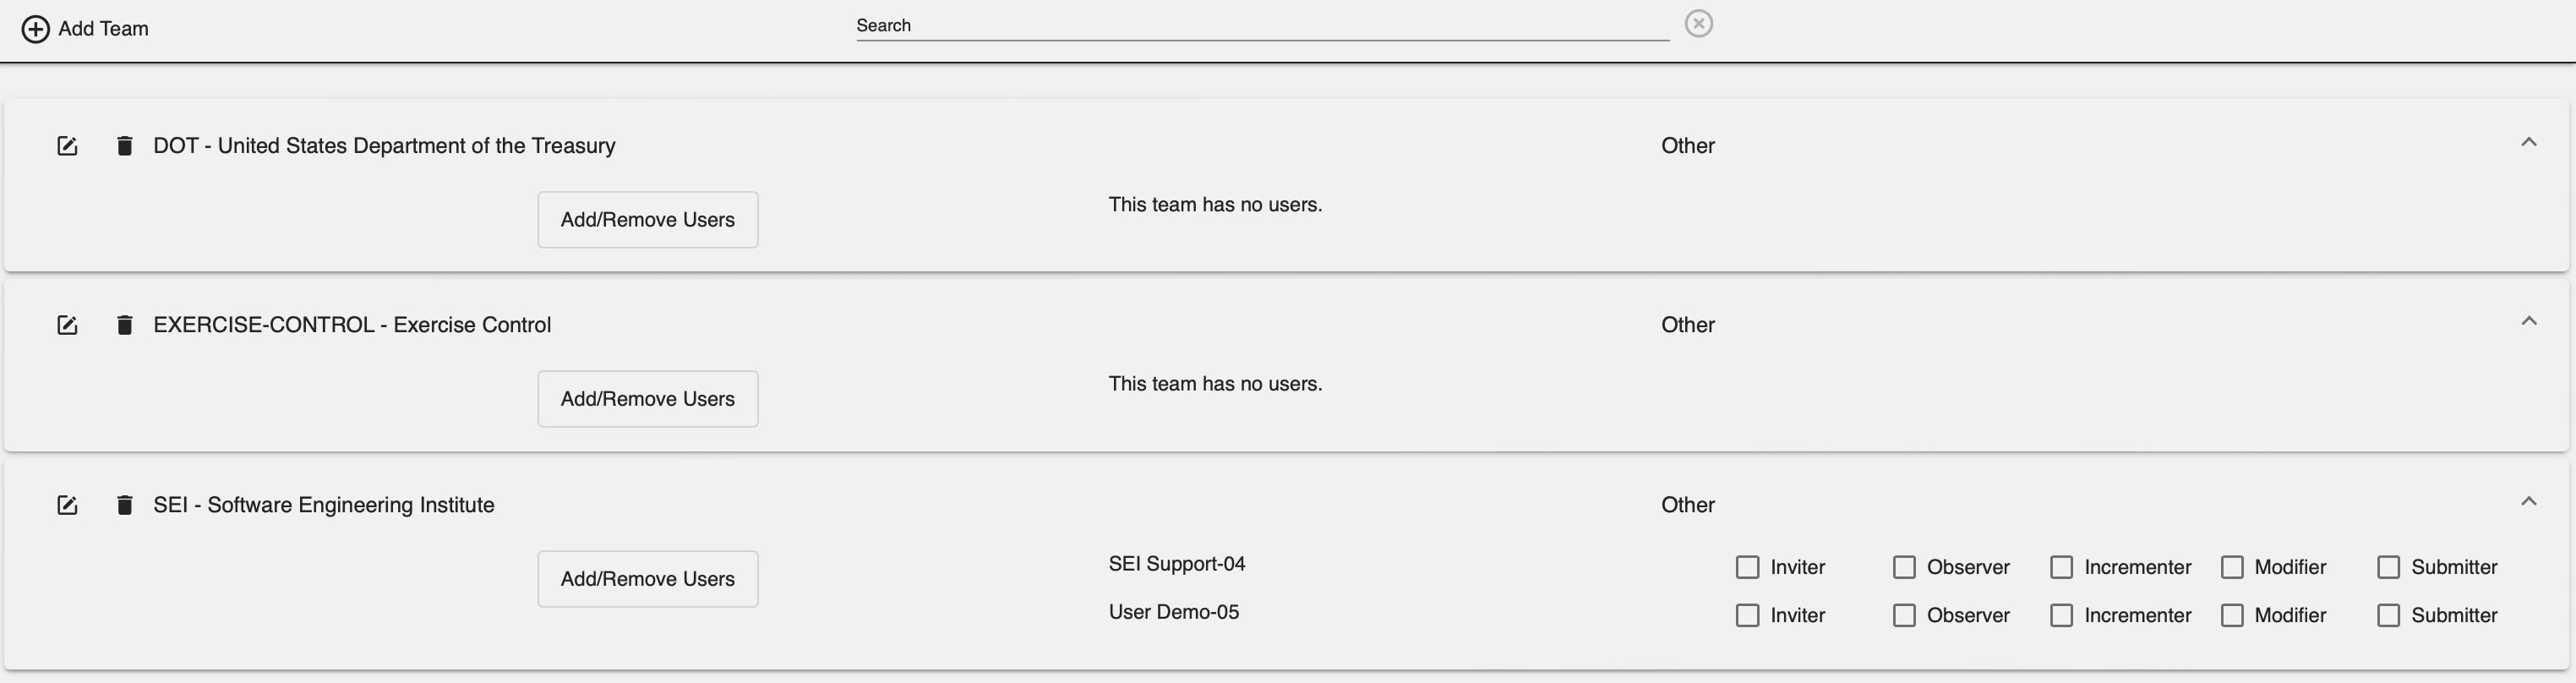 Add Team
Search
DOT - United States Department of the Treasury Other
Add/Remove Users This team has no users.
EXERCISE-CONTROL - Exercise Control Other
Add/Remove Users This team has no users.
SEI - Software Engineering Institute Other
Add/Remove Users
SEI Support-04 Inviter Observer Incrementer Modifier Submitter
User Demo-05 Inviter Observer Incrementer Modifier Submitter